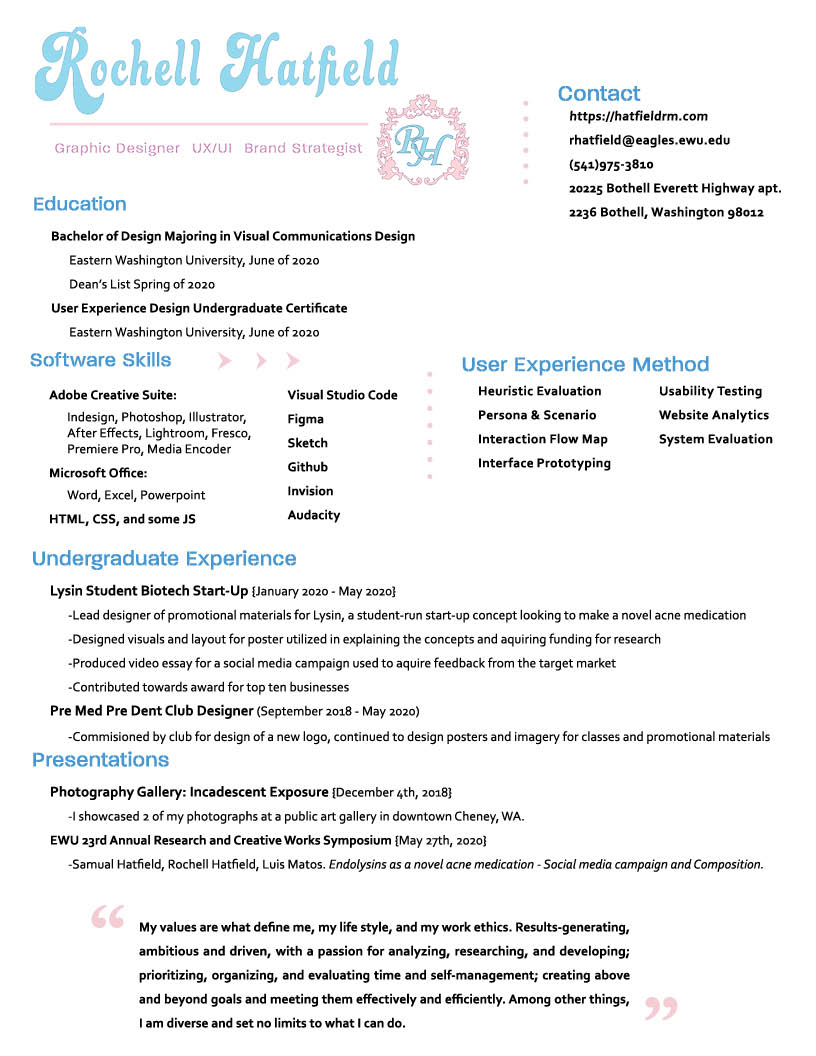 Rochell Hatfield
Graphic Designer UX/UI Brand Strategist
RH
Contact
https://hatfieldrm.com
rhatfield@eagles.ewu.edu
(541)975-3810
20225 Bothell Everett Highway apt.
2236 Bothell, Washington 98012
Education
Bachelor of Design Majoring in Visual Communications Design
Eastern Washington University, June of 2020
Dean's List Spring of 2020
User Experience Design Undergraduate Certificate
Eastern Washington University, June of 2020
Software Skills
Adobe Creative Suite:
Indesign, Photoshop, Illustrator,
After Effects, Lightroom, Fresco,
Premiere Pro, Media Encoder
Microsoft Office:
Word, Excel, Powerpoint
HTML, CSS, and some JS
Visual Studio Code
Figma
Sketch
Github
Invision
Audacity
User Experience Method
Heuristic Evaluation
Persona & Scenario
Interaction Flow Map
Interface Prototyping
Usability Testing
Website Analytics
System Evaluation
Undergraduate Experience
Lysin Student Biotech Start-Up {January 2020 - May 2020}
-Lead designer of promotional materials for Lysin, a student-run start-up concept looking to make a novel acne medication
-Designed visuals and layout for poster utilized in explaining the concepts and aquiring funding for research
-Produced video essay for a social media campaign used to aquire feedback from the target market
-Contributed towards award for top ten businesses
Pre Med Pre Dent Club Designer (September 2018 - May 2020)
-Commisioned by club for design of a new logo, continued to design posters and imagery for classes and promotional materials
Presentations
Photography Gallery: Incadescent Exposure {December 4th, 2018}
-I showcased 2 of my photographs at a public art gallery in downtown Cheney, WA.
EWU 23rd Annual Research and Creative Works Symposium {May 27th, 2020}
-Samual Hatfield, Rochell Hatfield, Luis Matos. Endolysins as a novel acne medication - Social media campaign and Composition.
“
My values are what define me, my life style, and my work ethics. Results-generating,
ambitious and driven, with a passion for analyzing, researching, and developing;
prioritizing, organizing, and evaluating time and self-management; creating above
and beyond goals and meeting them effectively and efficiently. Among other things,
I am diverse and set no limits to what I can do.
”